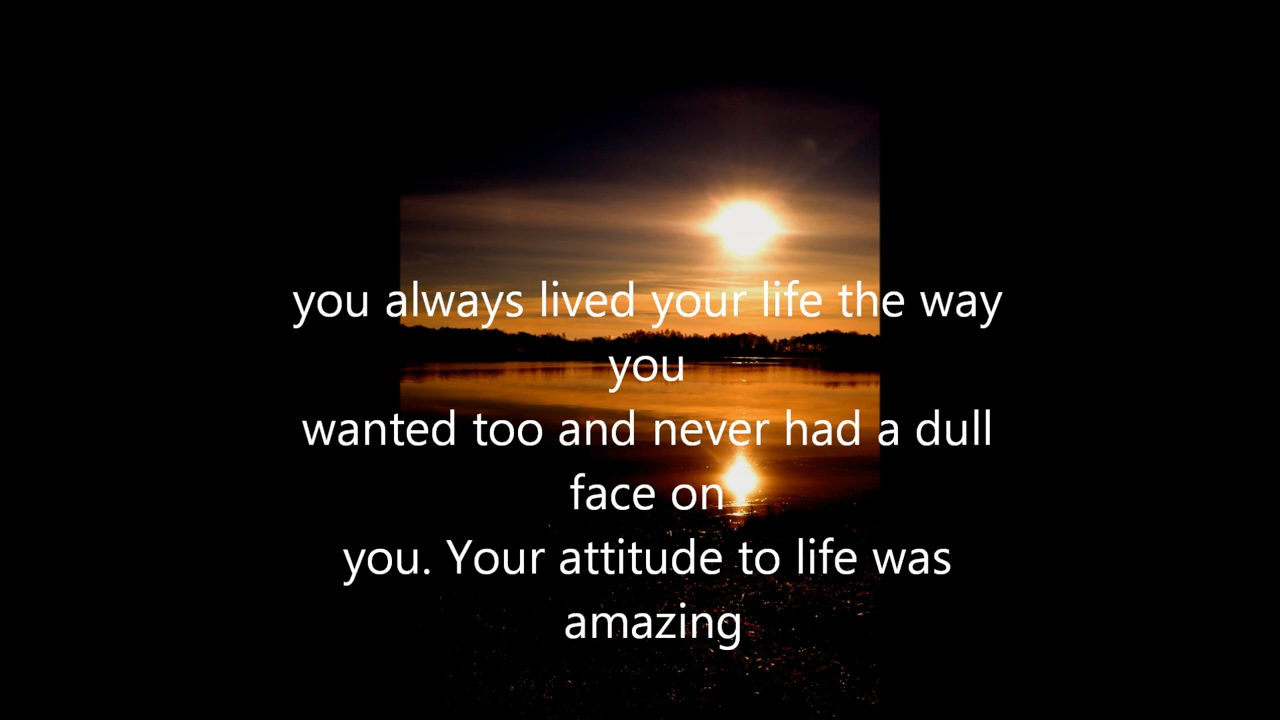 you always lived your life the way
you
wanted too and never had a dull
face on
you. Your attitude to life was
amazing